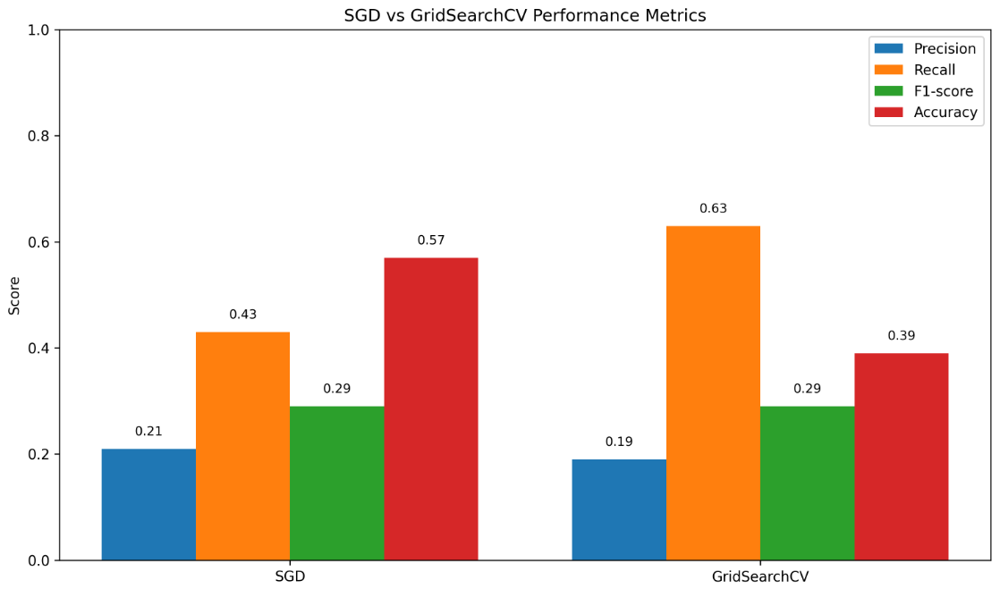 SGD vs GridSearchCV Performance Metrics
1.0
0.8
0.6
0.4
0.2
0.0
Score
Precision
Recall
F1-score
Accuracy
0.21
0.43
0.29
0.57
0.19
0.63
0.29
0.39
SGD
GridSearchCV